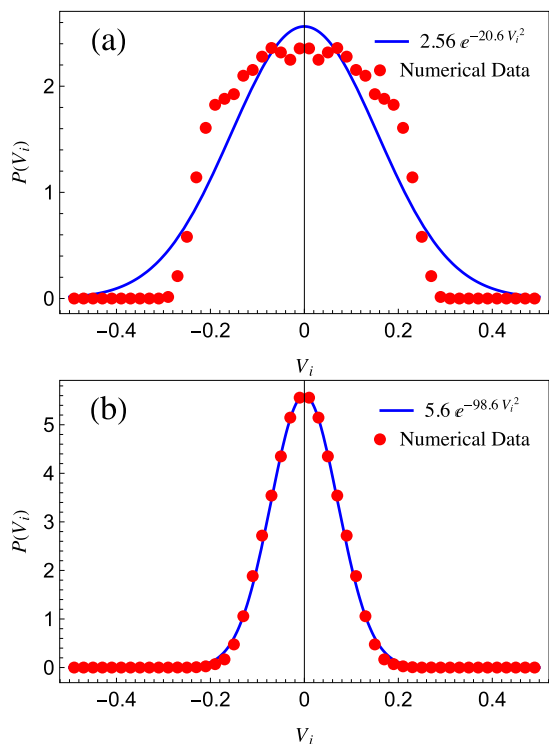 (a)
2.56 ℯ^−20.6 V_i^2
Numerical Data
P(V_i)
2
1
0
−0.4 −0.2 0 0.2 0.4
V_i
(b)
5.6 ℯ^−98.6 V_i^2
Numerical Data
P(V_i)
5
4
3
2
1
0
−0.4 −0.2 0 0.2 0.4
V_i